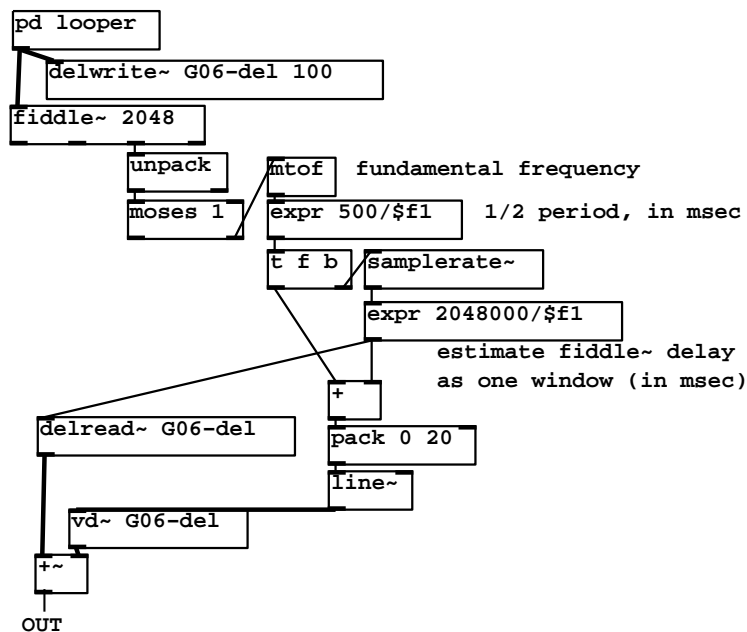 pd looper
delwrite~ G06-del 100
fiddle~ 2048
unpack
mtof
fundamental frequency
moses 1
expr 500/$f1
1/2 period, in msec
t f b
samplerate~
expr 2048000/$f1
estimate fiddle~ delay
as one window (in msec)
+
delread~ G06-del
pack 0 20
line~
vd~ G06-del
+~
OUT